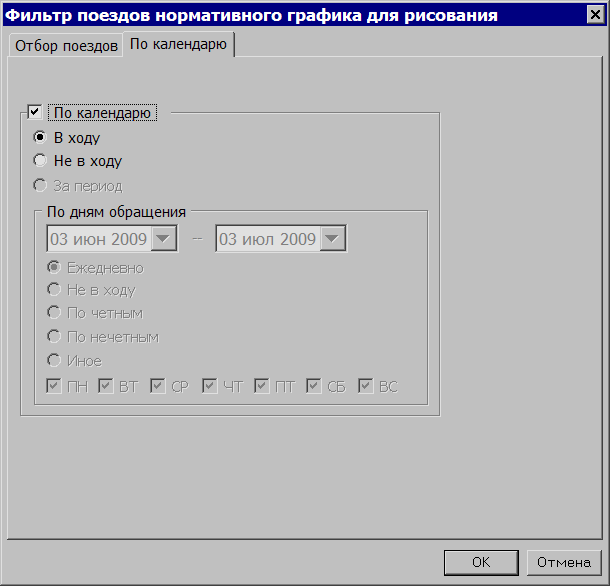 Фильтр поездов нормативного графика для рисования
Отбор поездов По календарю
По календарю
В ходу
Не в ходу
За период
По дням обращения
03 июн 2009 -- 03 июл 2009
Ежедневно
Не в ходу
По четным
По нечетным
Иное
ПН ВТ СР ЧТ ПТ СБ ВС
OK Отмена